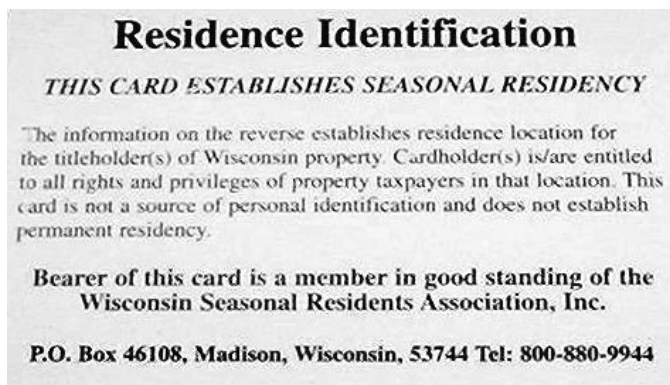 Residence Identification
THIS CARD ESTABLISHES SEASONAL RESIDENCY
The information on the reverse establishes residence location for
the titleholder(s) of Wisconsin property. Cardholder(s) is/are entitled
to all rights and privileges of property taxpayers in that location. This
card is not a source of personal identification and does not establish
permanent residency.
Bearer of this card is a member in good standing of the
Wisconsin Seasonal Residents Association, Inc.
P.O. Box 46108, Madison, Wisconsin, 53744 Tel: 800-880-9944